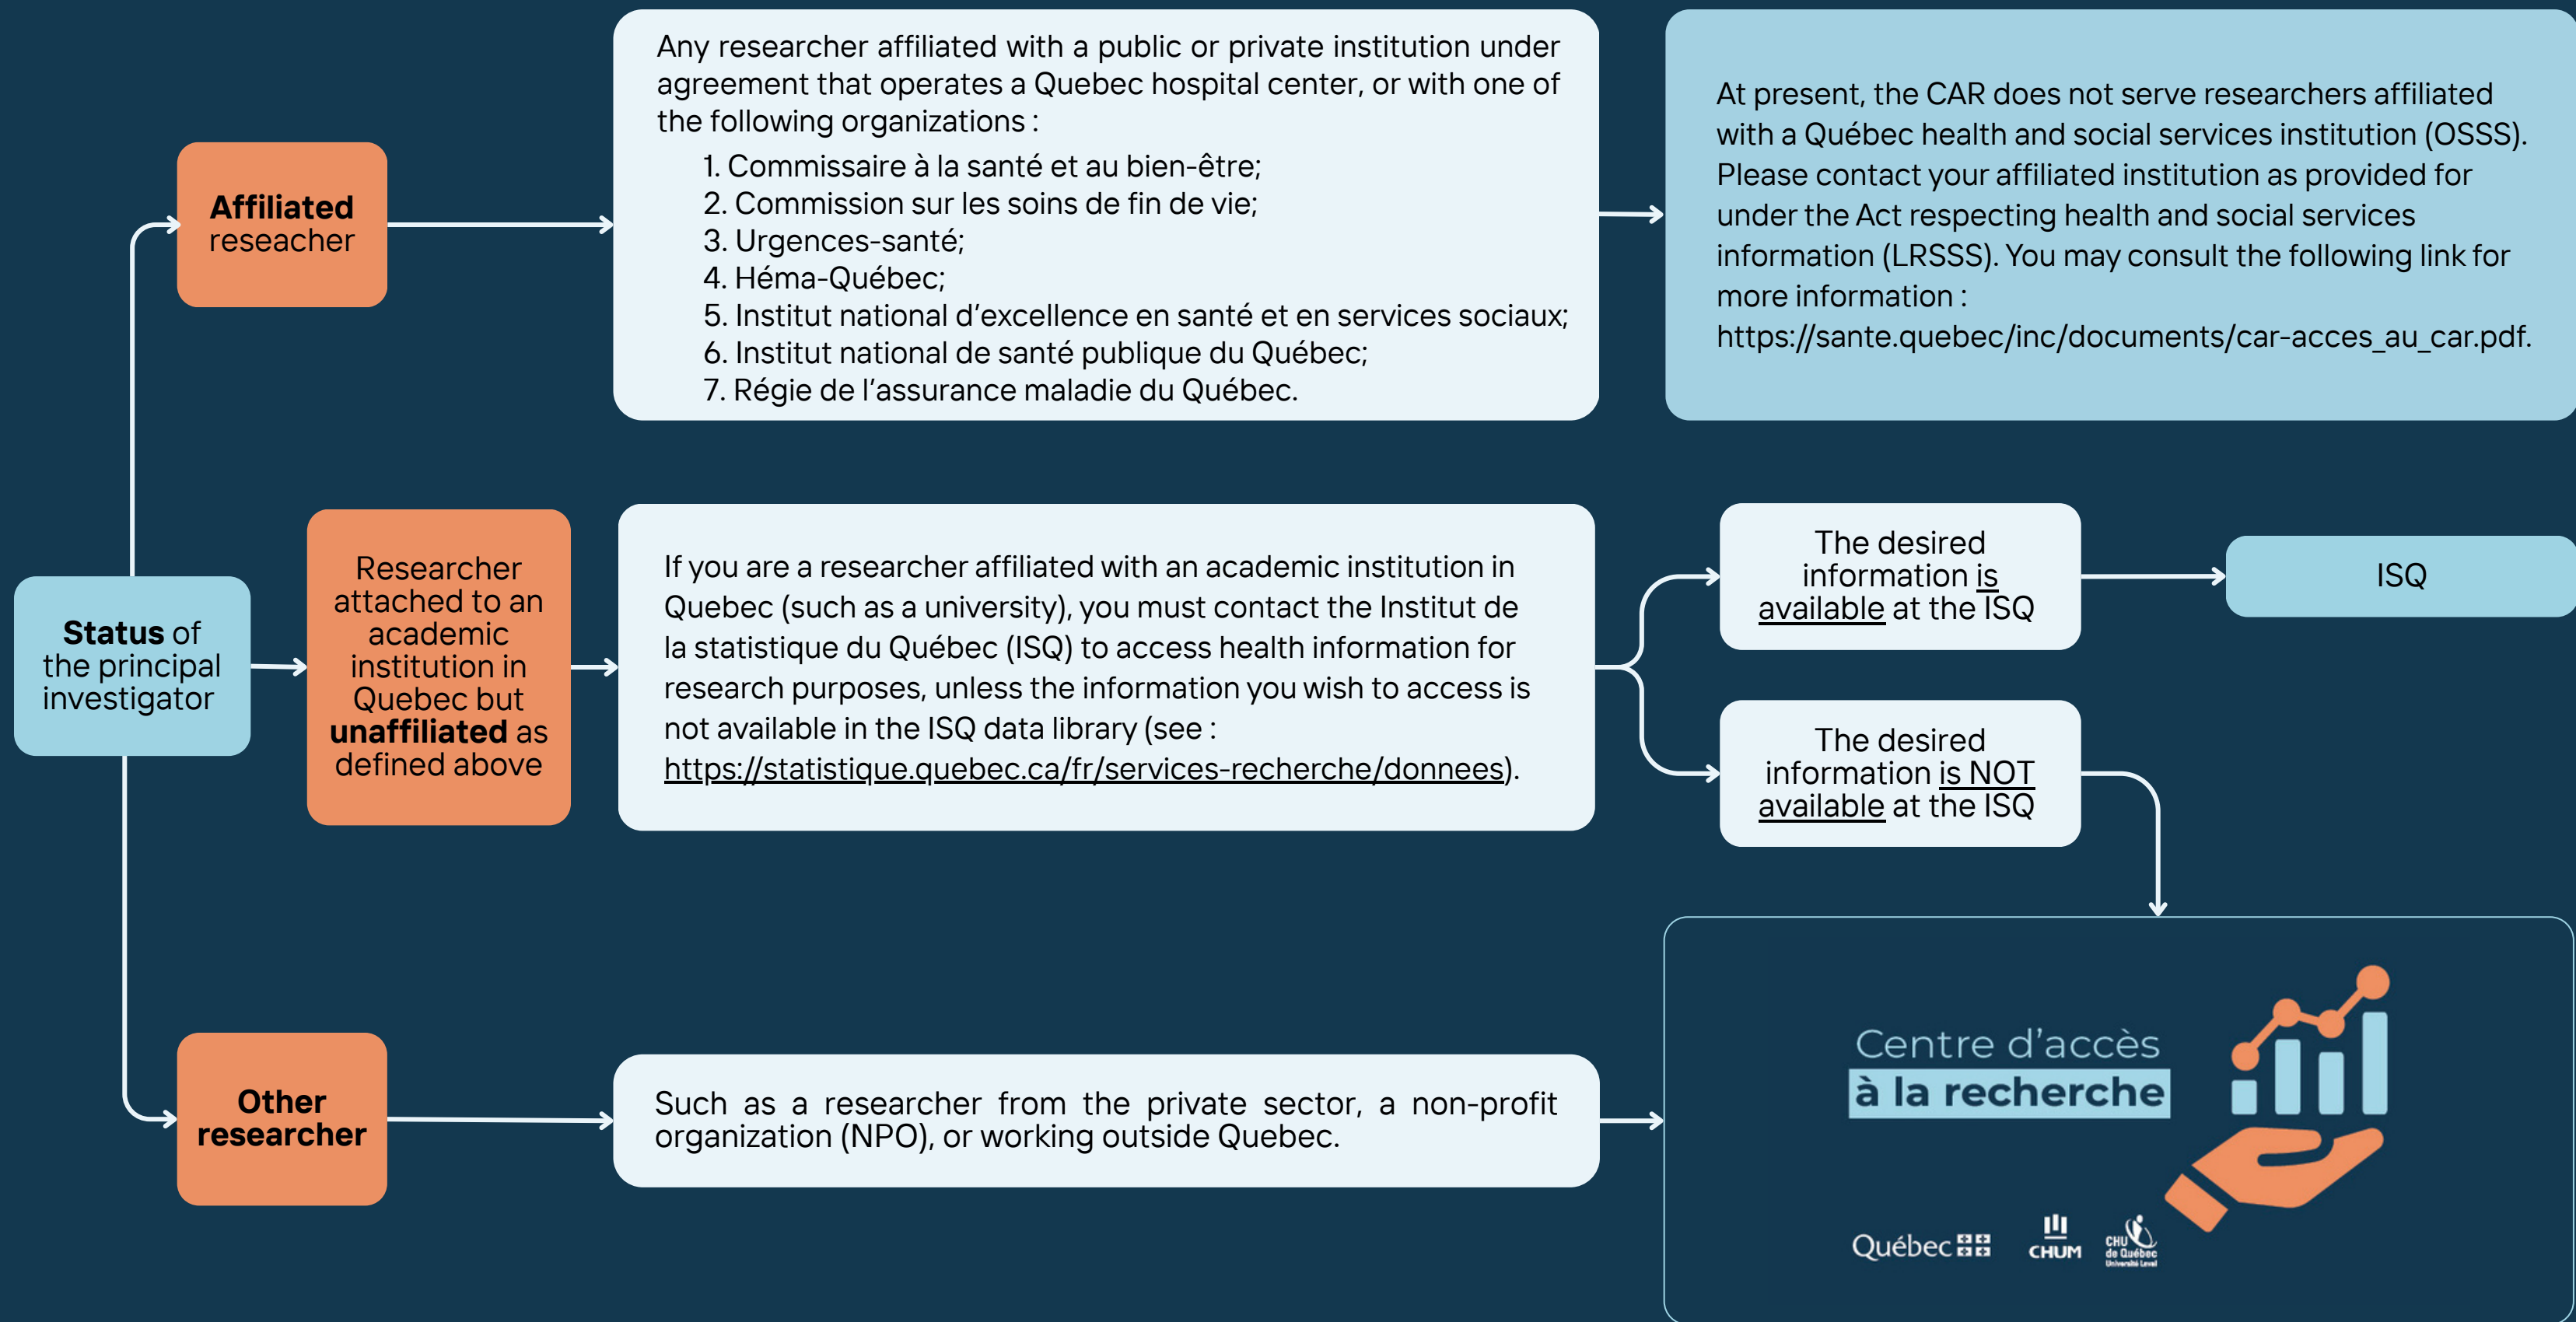 Any researcher affiliated with a public or private institution under
agreement that operates a Quebec hospital center, or with one of
the following organizations :
1. Commissaire à la santé et au bien-être;
2. Commission sur les soins de fin de vie;
3. Urgences-santé;
4. Héma-Québec;
5. Institut national d'excellence en santé et en services sociaux;
6. Institut national de santé publique du Québec;
7. Régie de l'assurance maladie du Québec.
At present, the CAR does not serve researchers affiliated
with a Québec health and social services institution (OSSS).
Please contact your affiliated institution as provided for
under the Act respecting health and social services
information (LRSSS). You may consult the following link for
more information :
https://sante.quebec/inc/documents/car-acces_au_car.pdf.
Affiliated
reseacher
Status of
the principal
investigator
Researcher
attached to an
academic
institution in
Quebec but
unaffiliated as
defined above
If you are a researcher affiliated with an academic institution in
Quebec (such as a university), you must contact the Institut de
la statistique du Québec (ISQ) to access health information for
research purposes, unless the information you wish to access is
not available in the ISQ data library (see :
https://statistique.quebec.ca/fr/services-recherche/donnees).
The desired
information is
available at the ISQ
ISQ
The desired
information is NOT
available at the ISQ
Other
researcher
Such as a researcher from the private sector, a non-profit
organization (NPO), or working outside Quebec.
Centre d'accès
à la recherche
Québec
CHUM
CHU
de Québec
Université Laval